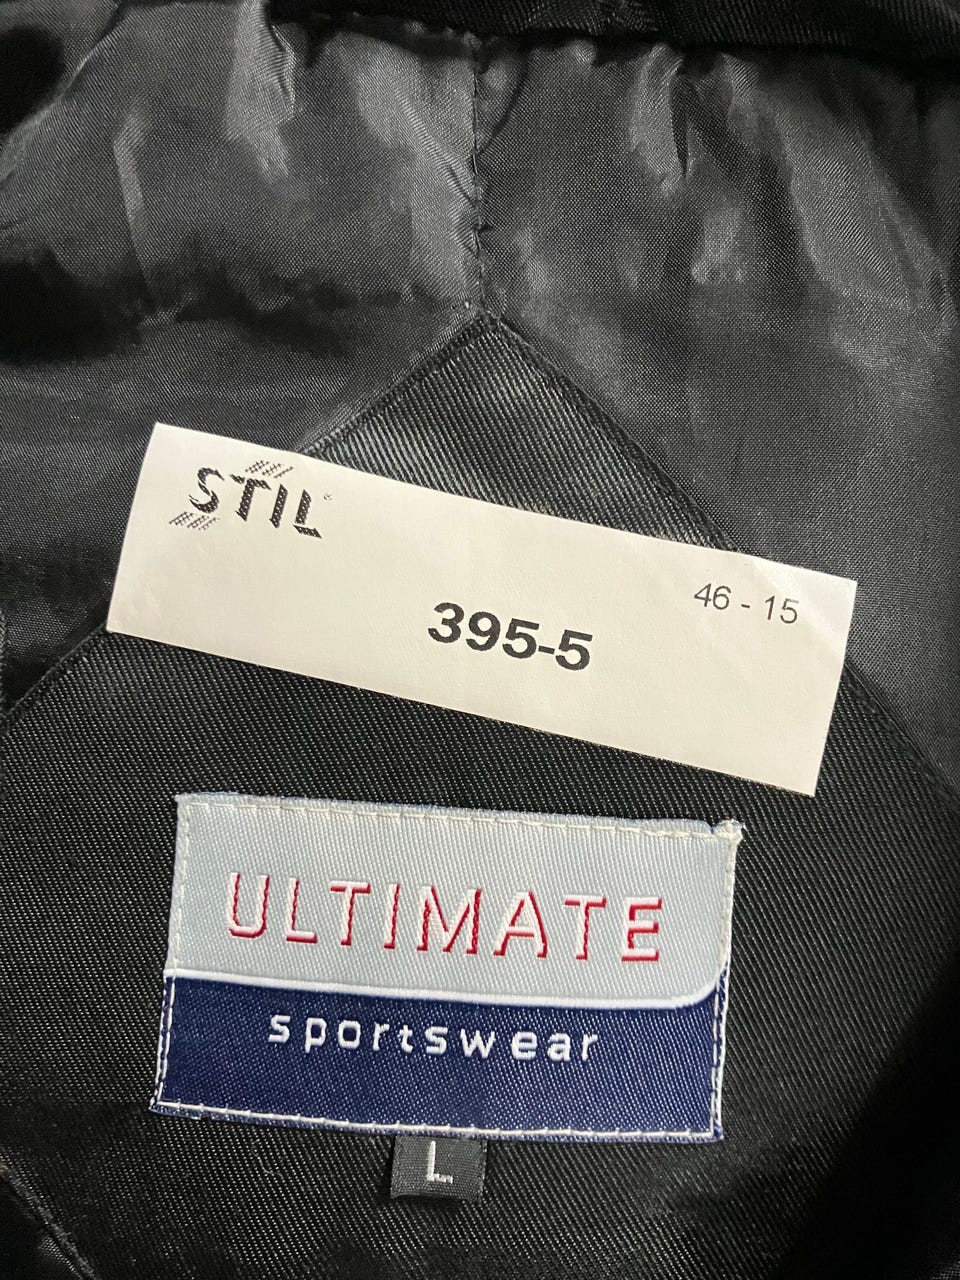 STIL
46 - 15
395-5
ULTIMATE
sportswear
L